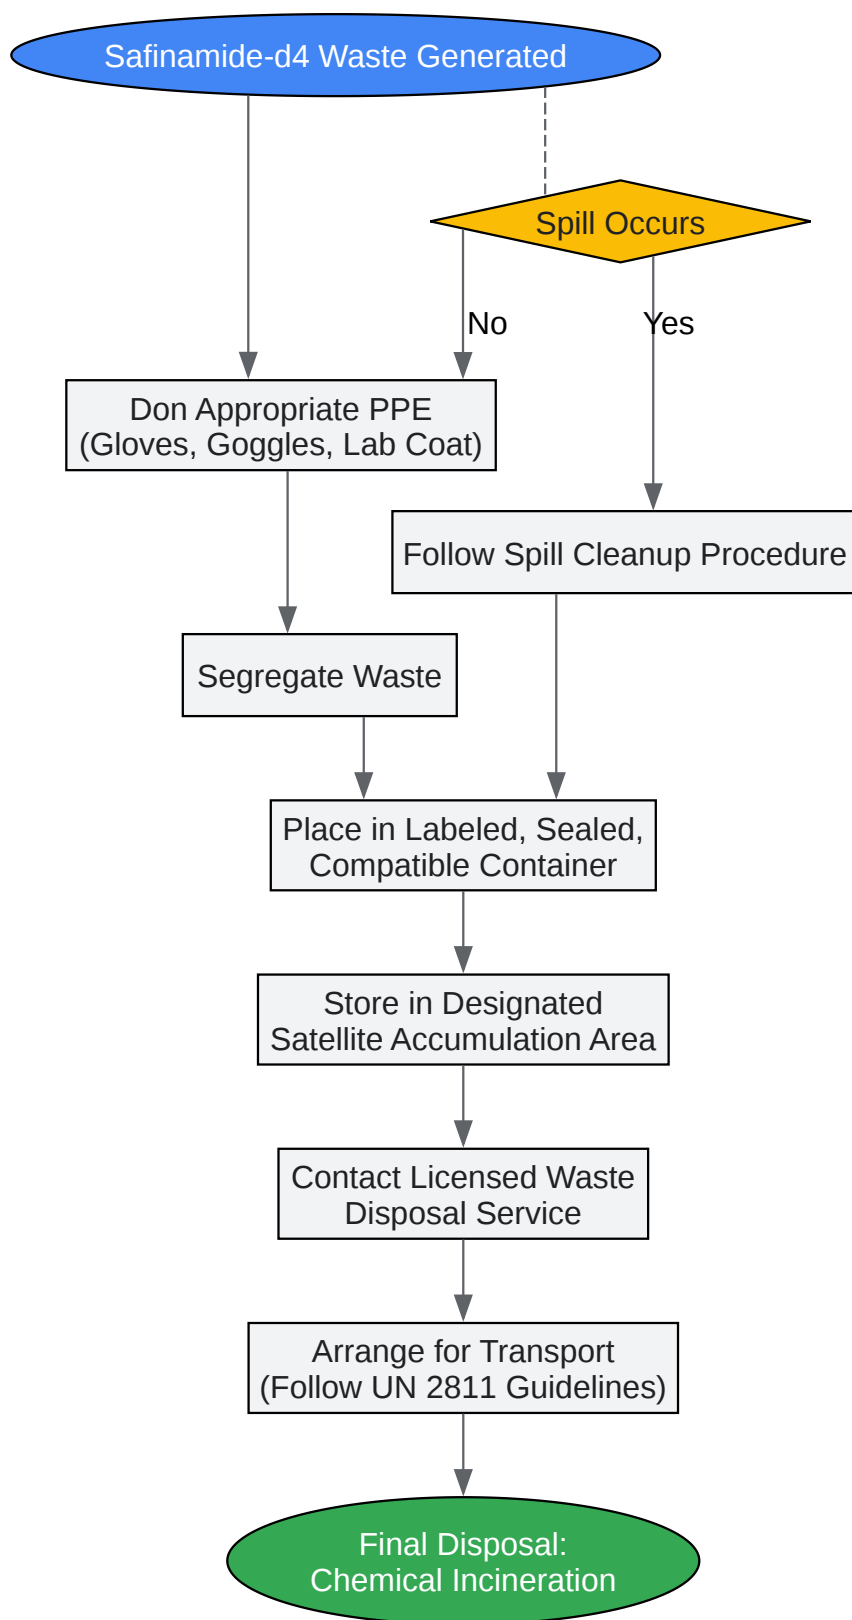 Safinamide-d4 Waste Generated
Spill Occurs
No
Yes
Don Appropriate PPE
(Gloves, Goggles, Lab Coat)
Follow Spill Cleanup Procedure
Segregate Waste
Place in Labeled, Sealed,
Compatible Container
Store in Designated
Satellite Accumulation Area
Contact Licensed Waste
Disposal Service
Arrange for Transport
(Follow UN 2811 Guidelines)
Final Disposal:
Chemical Incineration